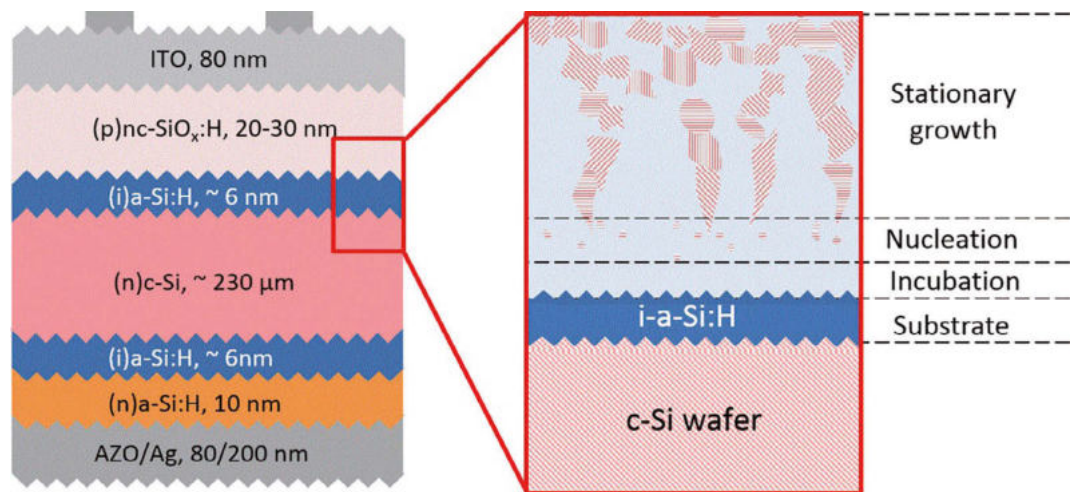 ITO, 80 nm
(p)nc-SiOₓ:H, 20-30 nm
(i)a-Si:H, ~ 6 nm
(n)c-Si, ~ 230 µm
(i)a-Si:H, ~ 6nm
(n)a-Si:H, 10 nm
AZO/Ag, 80/200 nm
i-a-Si:H
c-Si wafer
Stationary
growth
Nucleation
Incubation
Substrate